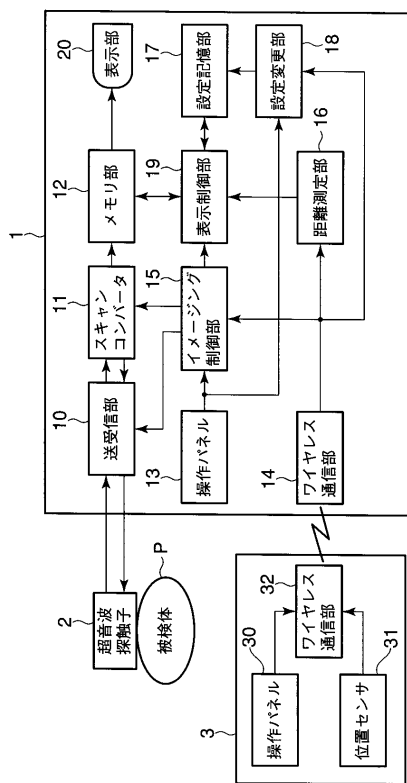 1
20
表示部
12
メモリ部
11
スキャン
コンバータ
10
送受信部
2
超音波
探触子
P
被検体
17
設定記憶部
19
表示制御部
15
イメージング
制御部
13
操作パネル
18
設定変更部
16
距離測定部
14
ワイヤレス
通信部
3
32
ワイヤレス
通信部
30
操作パネル
31
位置センサ